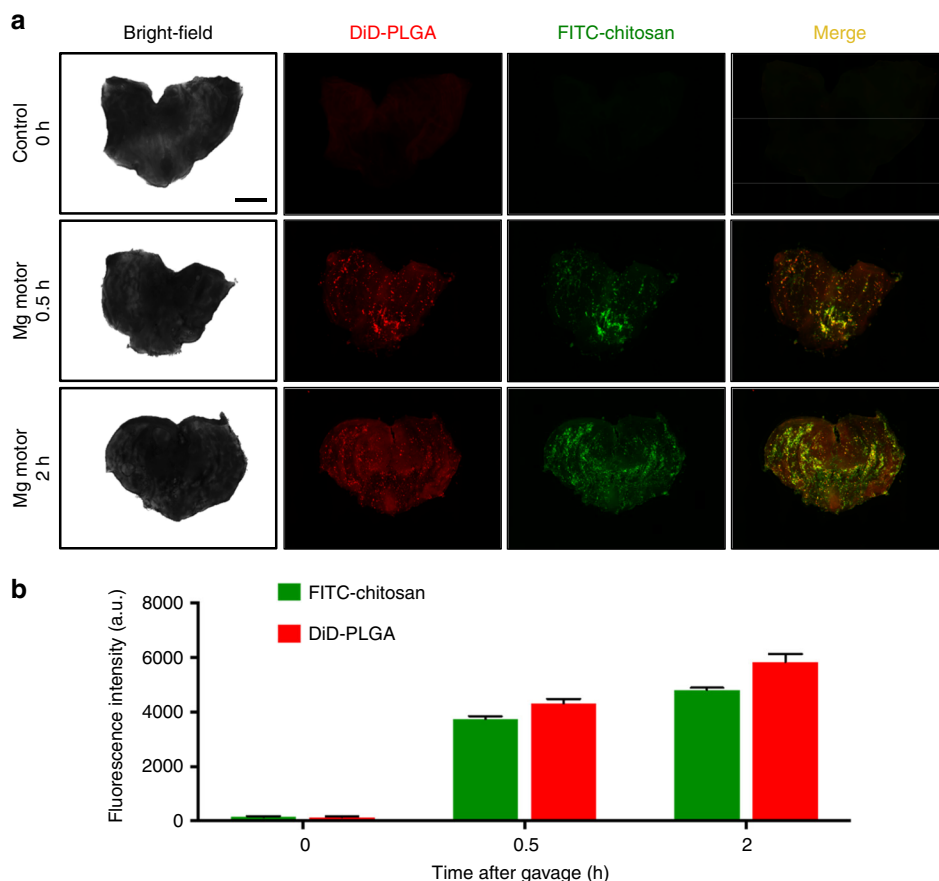 a
Bright-field
DiD-PLGA
FITC-chitosan
Merge
Control
0 h
Mg motor
0.5 h
Mg motor
2 h
b
Fluorescence intensity (a.u.)
8000
6000
4000
2000
0
FITC-chitosan
DiD-PLGA
0
0.5
2
Time after gavage (h)